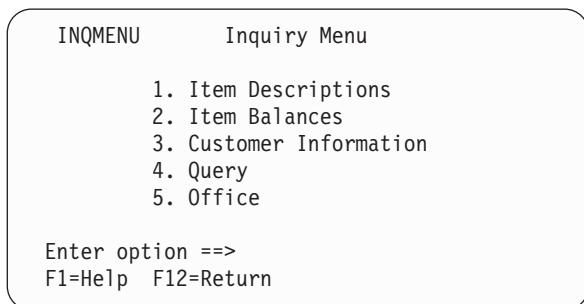 INQMENU Inquiry Menu
1. Item Descriptions
2. Item Balances
3. Customer Information
4. Query
5. Office
Enter option ==>
F1=Help F12=Return